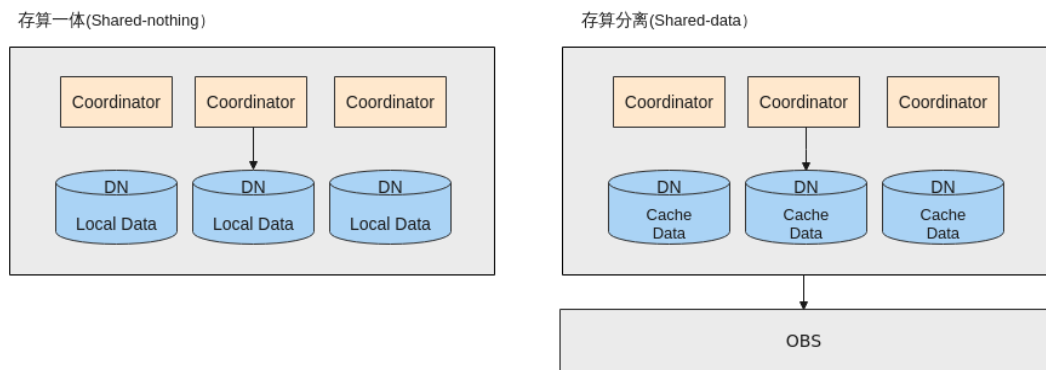 存算一体(Shared-nothing）
存算分离(Shared-data）
Coordinator
Coordinator
Coordinator
DN
Local Data
DN
Local Data
DN
Local Data
Coordinator
Coordinator
Coordinator
DN
Cache
Data
DN
Cache
Data
DN
Cache
Data
OBS